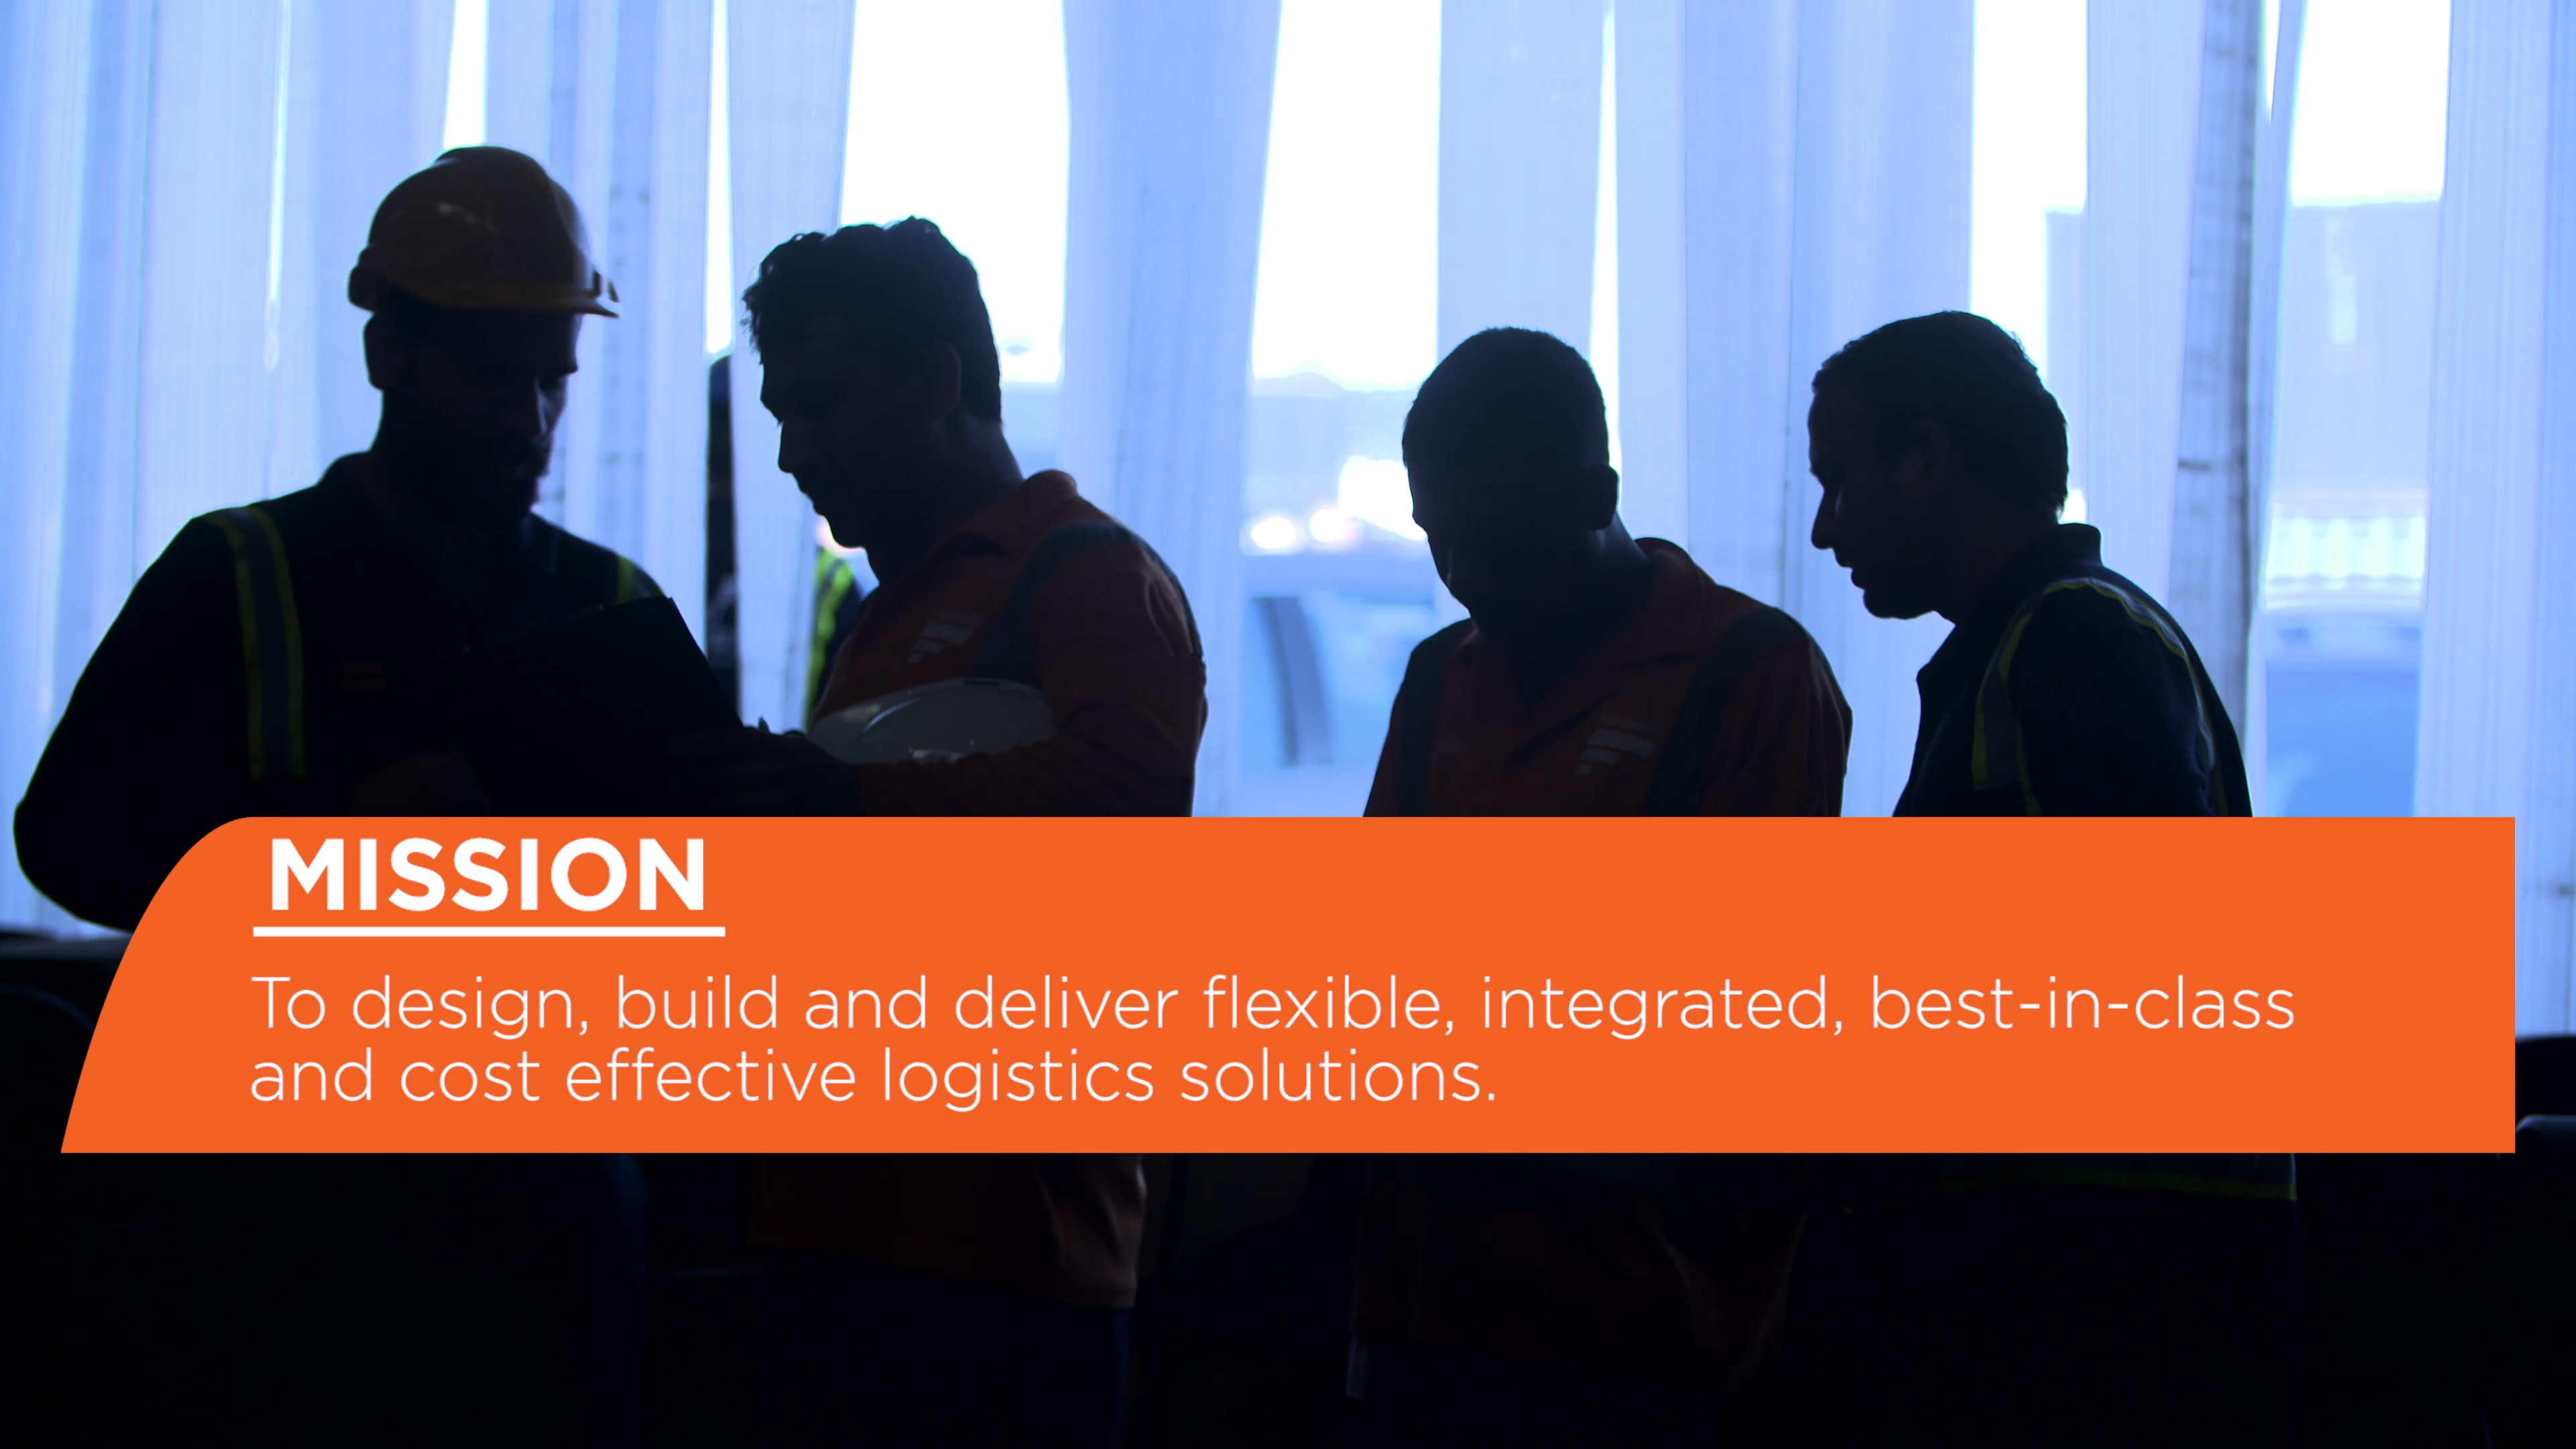 MISSION
To design, build and deliver flexible, integrated, best-in-class
and cost effective logistics solutions.